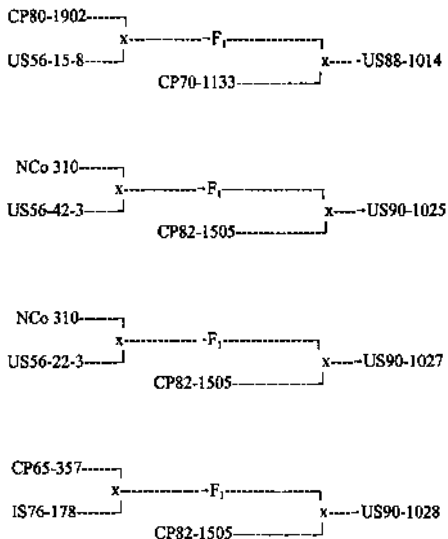 CP80-1902
x F₁
US56-15-8 x US88-1014
CP70-1133
NCo 310
x F₁
US56-42-3 x US90-1025
CP82-1505
NCo 310
x F₁
US56-22-3 x US90-1027
CP82-1505
CP65-357
x F₁
IS76-178 x US90-1028
CP82-1505